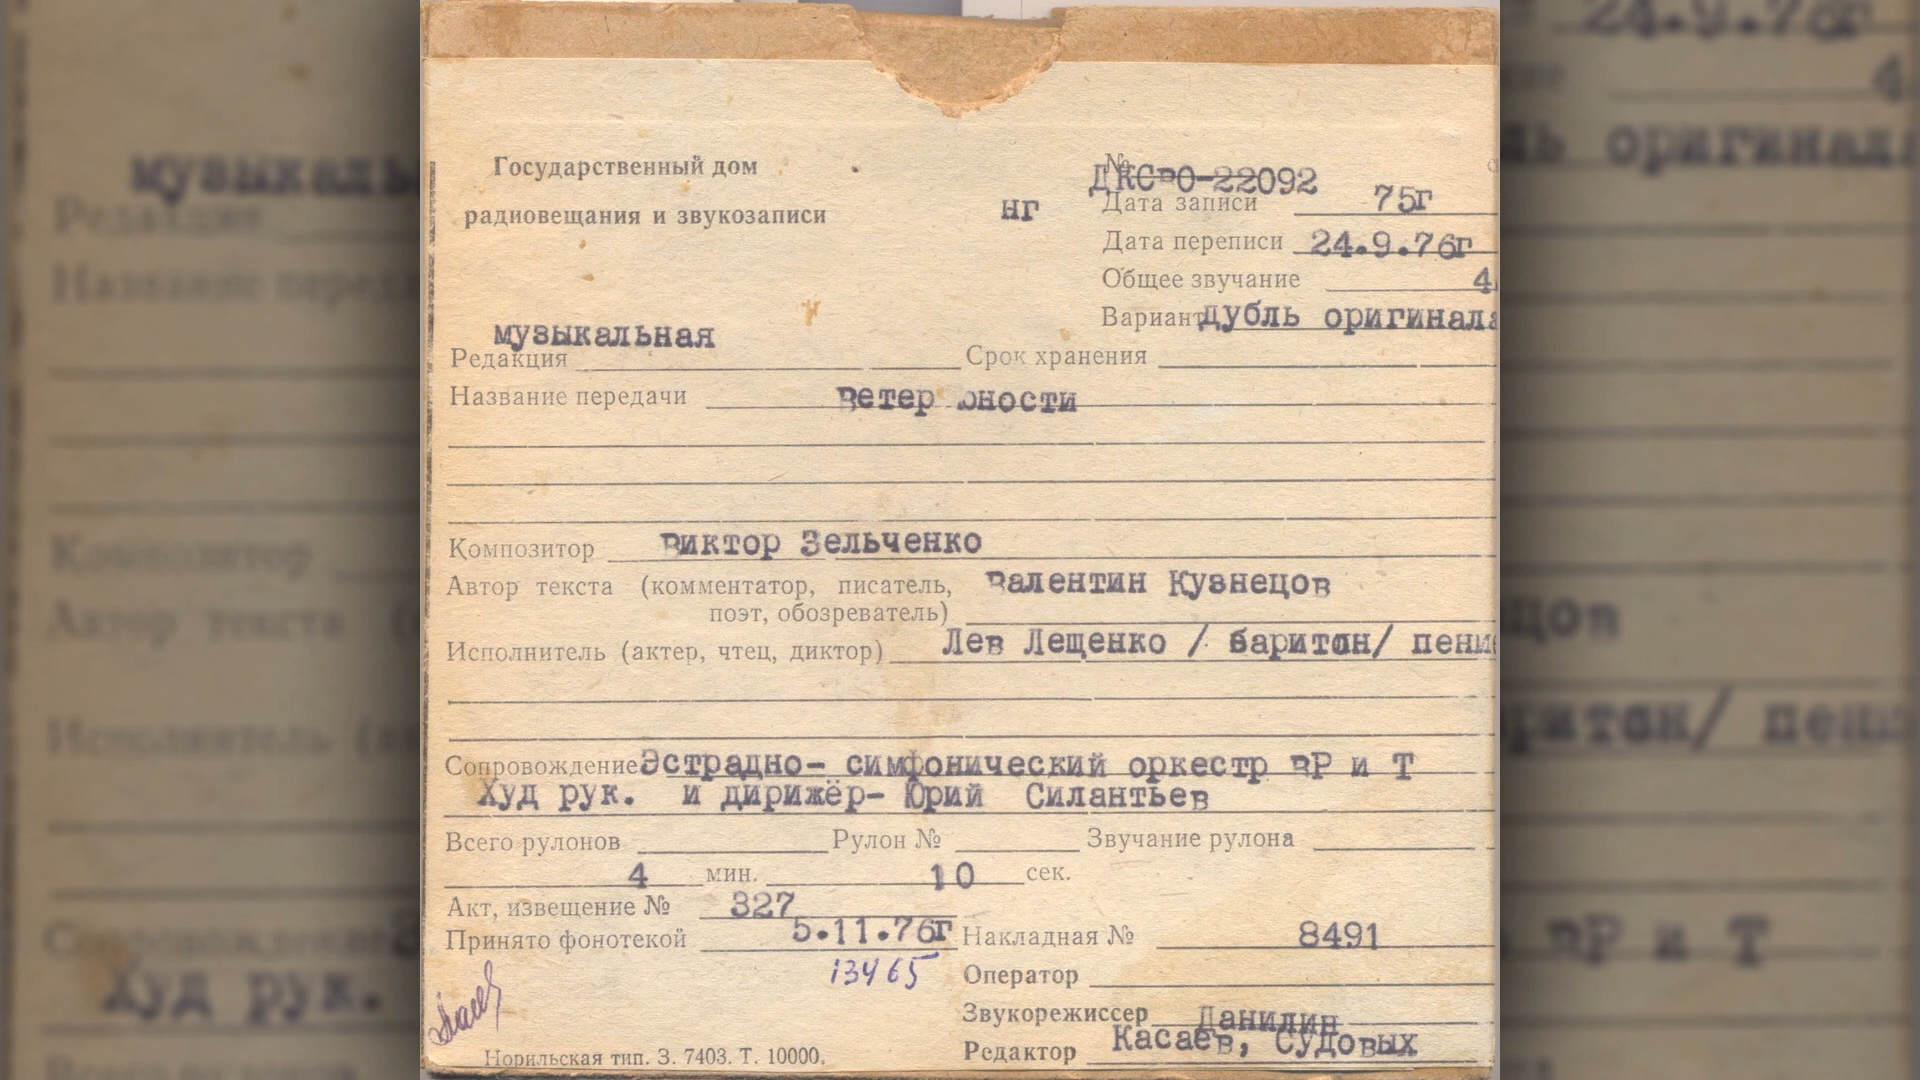 Государственный дом
радиовещания и звукозаписи
нг
№ ДКСВО-22092
Дата записи 75г
Дата переписи 24.9.76г
Общее звучание 4
Вариант дубль оригинала
музыкальная
Редакция Срок хранения
Название передачи Ветер юности
Композитор Виктор Зельченко
Автор текста (комментатор, писатель, Валентин Кузнецов
поэт, обозреватель)
Исполнитель (актер, чтец, диктор) Лев Лещенко / баритон/ пение
Сопровождение Эстрадно- симфонический оркестр ВР и Т
Худ рук. и дирижёр- Юрий Силантьев
Всего рулонов Рулон № Звучание рулона
4 мин. 10 сек.
Акт, извещение № 327
Принято фонотекой 5.11.76г Накладная № 8491
13465
Оператор
Звукорежиссер Данилин
Редактор Касаев, Судовых
Норильская тип. З. 7403. Т. 10000.